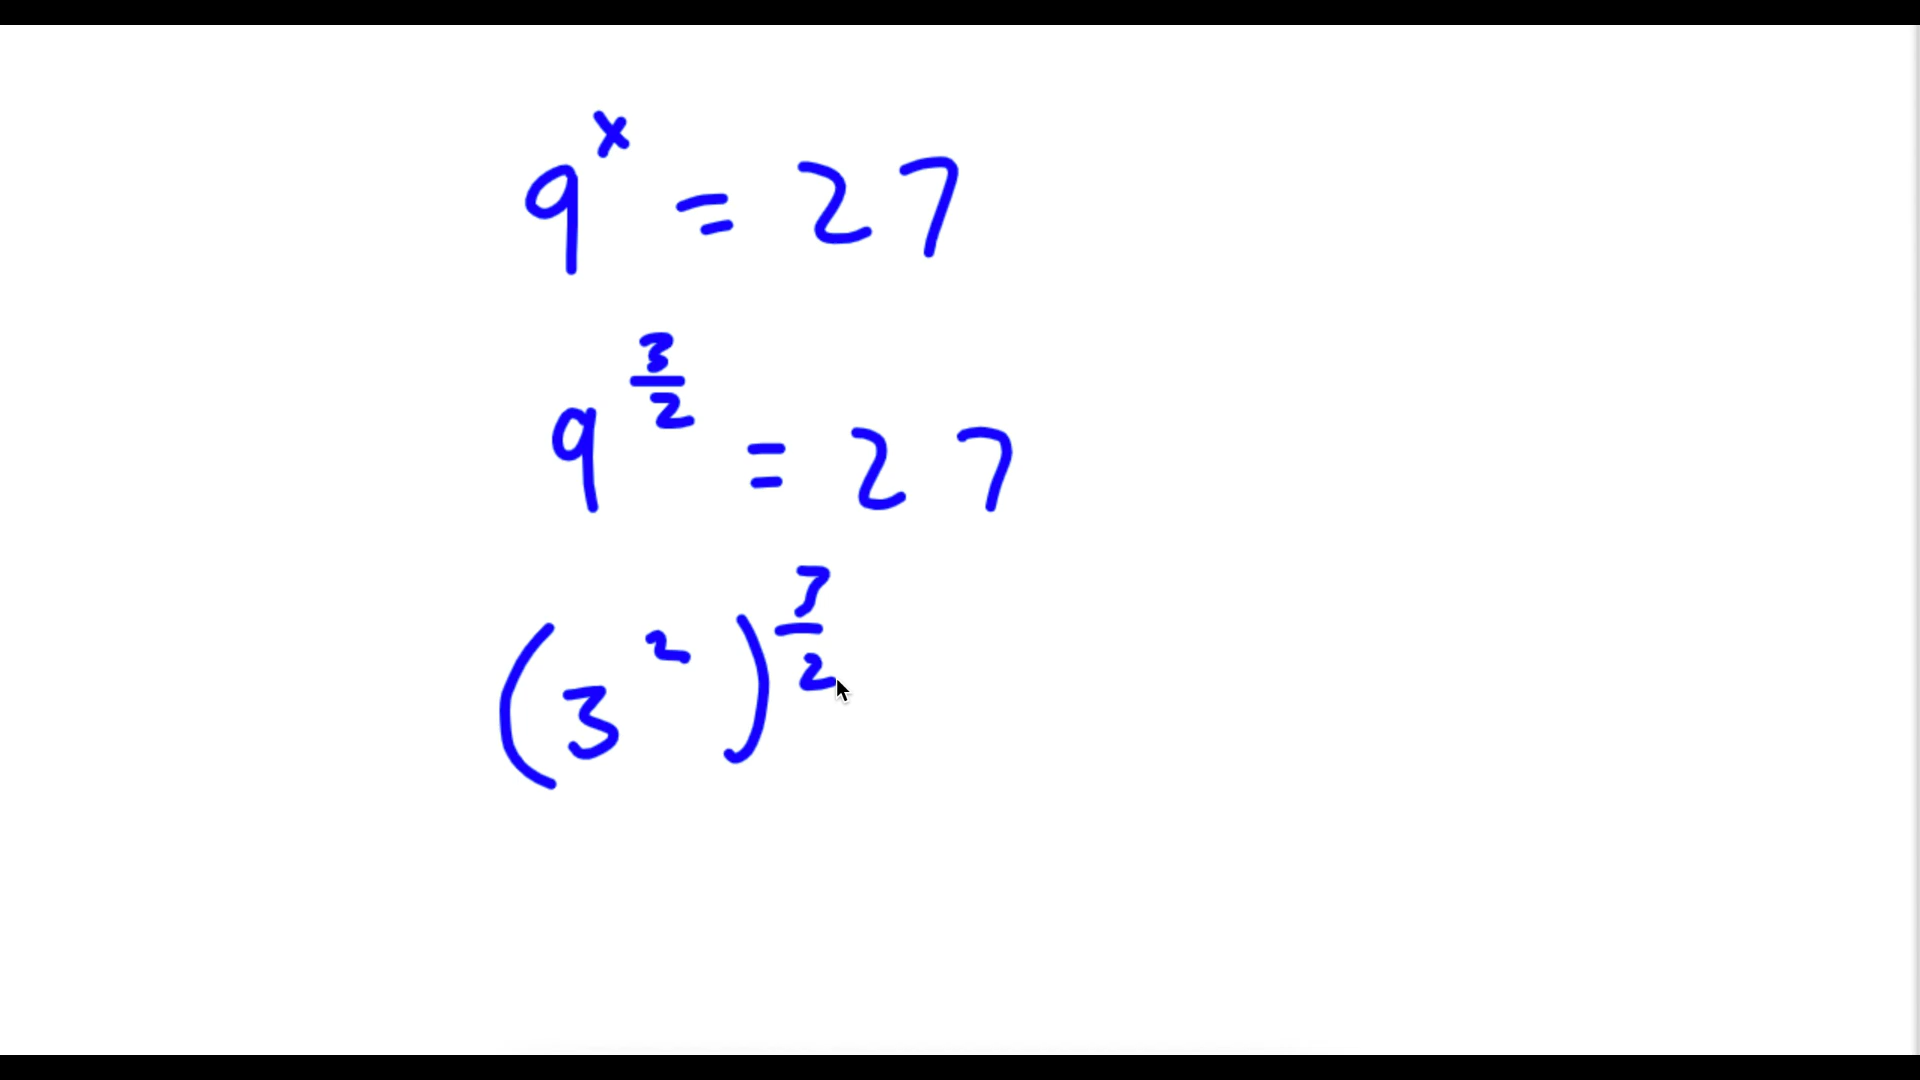 9^x = 27
9^(3/2) = 27
(3^2)^(3/2)